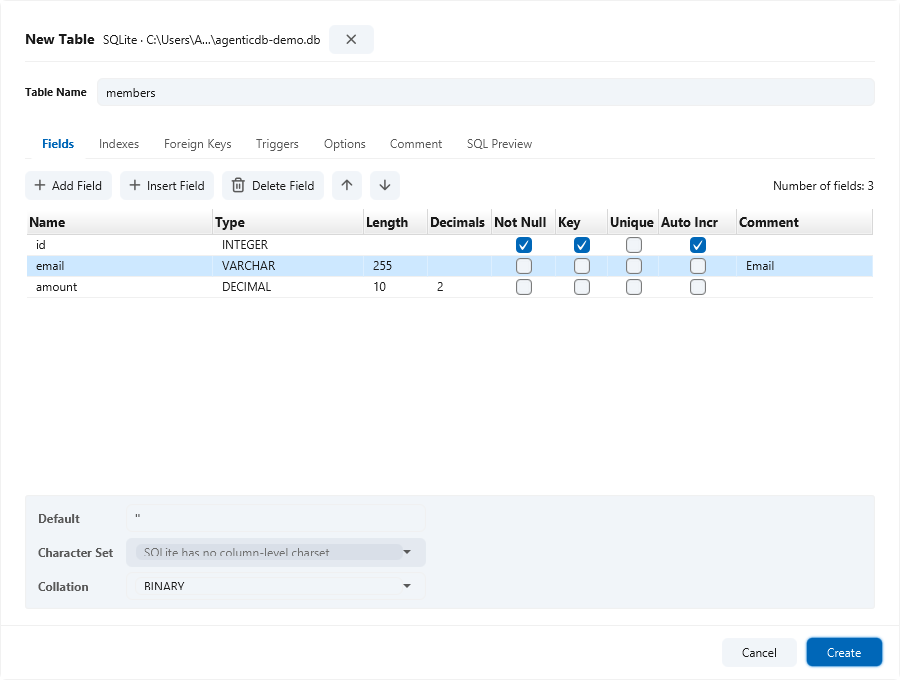 New Table SQLite · C:\Users\A...\agenticdb-demo.db
Table Name members
Fields Indexes Foreign Keys Triggers Options Comment SQL Preview
Add Field Insert Field Delete Field Number of fields: 3
Name Type Length Decimals Not Null Key Unique Auto Incr Comment
id INTEGER
email VARCHAR 255 Email
amount DECIMAL 10 2
Default ''
Character Set SQLite has no column-level charset
Collation BINARY
Cancel Create